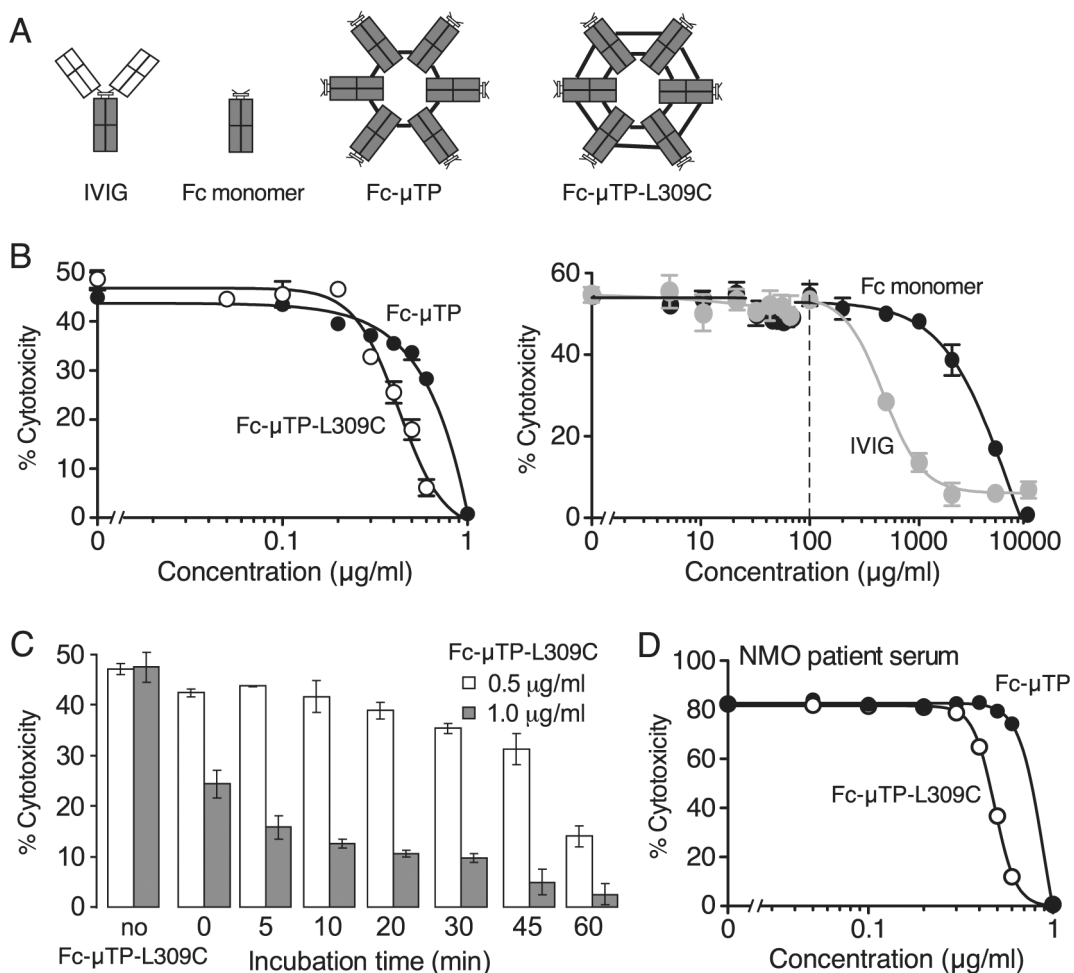 A
IVIG
Fc monomer
Fc-μTP
Fc-μTP-L309C
B
% Cytotoxicity
50
40
30
20
10
0
Fc-μTP
Fc-μTP-L309C
0
0.1
1
Concentration (μg/ml)
% Cytotoxicity
60
40
20
0
Fc monomer
IVIG
0
10
100
1000
10000
Concentration (μg/ml)
C
% Cytotoxicity
50
40
30
20
10
0
Fc-μTP-L309C
0.5 μg/ml
1.0 μg/ml
no 0 5 10 20 30 45 60
Fc-μTP-L309C
Incubation time (min)
D
NMO patient serum
% Cytotoxicity
100
80
60
40
20
0
Fc-μTP
Fc-μTP-L309C
0
0.1
1
Concentration (μg/ml)